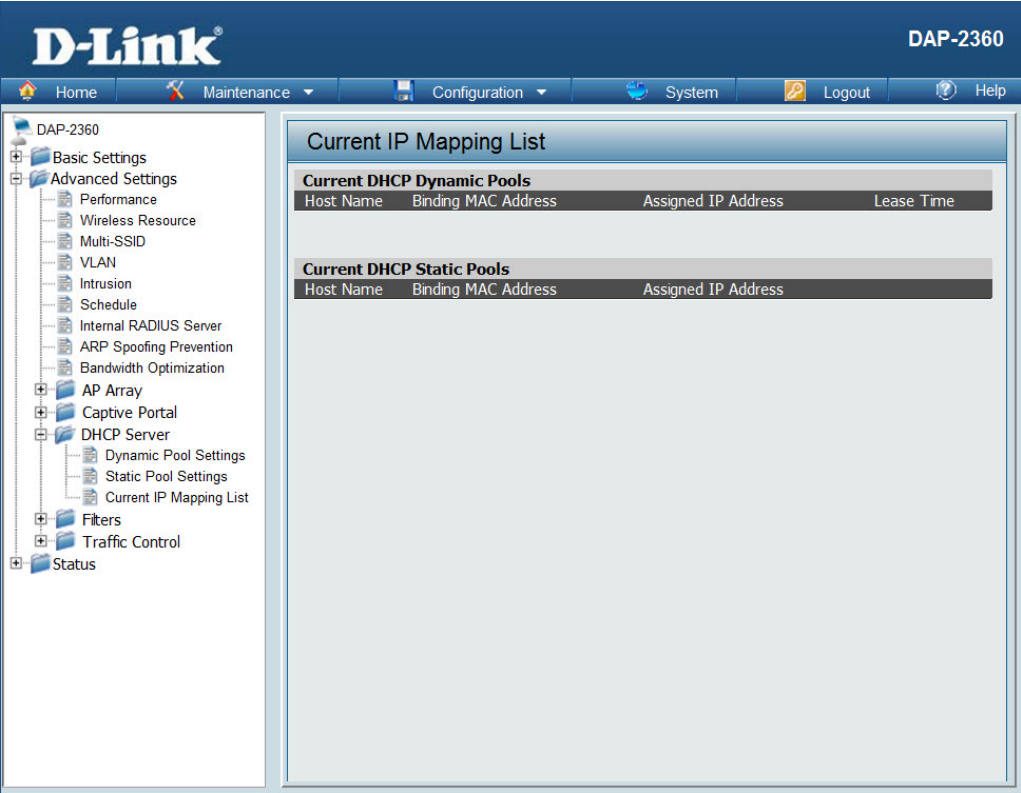 D-Link®
DAP-2360
Home Maintenance Configuration System Logout Help
DAP-2360
Basic Settings
Advanced Settings
Performance
Wireless Resource
Multi-SSID
VLAN
Intrusion
Schedule
Internal RADIUS Server
ARP Spoofing Prevention
Bandwidth Optimization
AP Array
Captive Portal
DHCP Server
Dynamic Pool Settings
Static Pool Settings
Current IP Mapping List
Filters
Traffic Control
Status
Current IP Mapping List
Current DHCP Dynamic Pools
Host Name Binding MAC Address Assigned IP Address Lease Time
Current DHCP Static Pools
Host Name Binding MAC Address Assigned IP Address